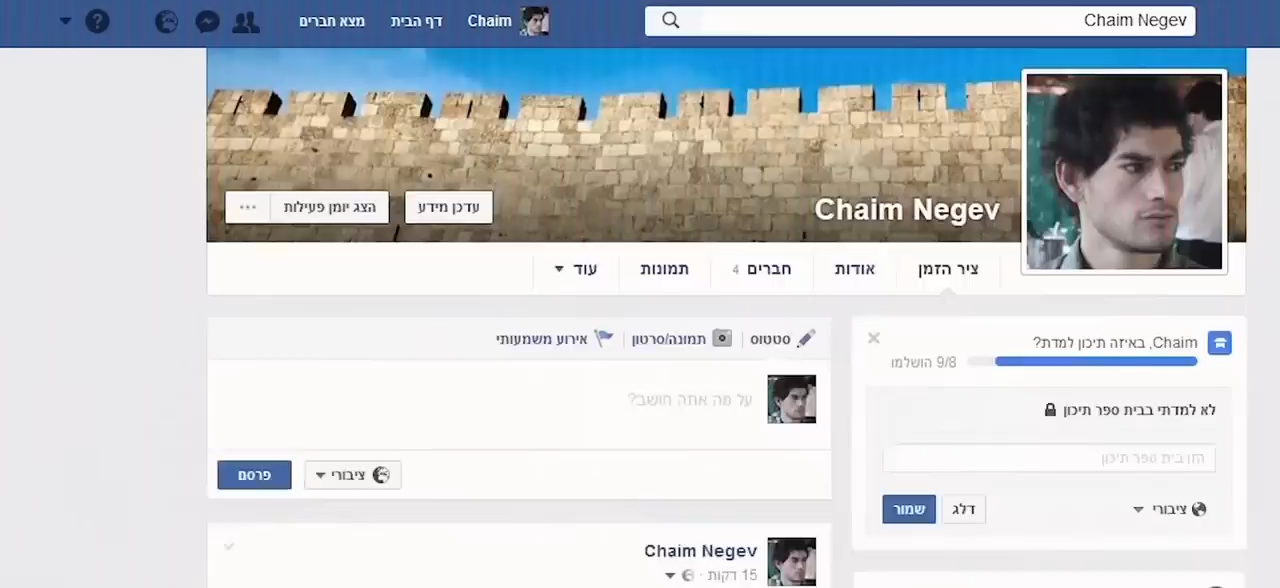 Chaim Negev
Chaim
דף הבית
מצא חברים
Chaim Negev
עדכן מידע
הצג יומן פעילות
ציר הזמן
אודות
חברים 4
תמונות
עוד
Chaim, באיזה תיכון למדת?
9/8 הושלמו
לא למדתי בבית ספר תיכון
הזן בית ספר תיכון
ציבורי
דלג
שמור
סטטוס
תמונה/סרטון
אירוע משמעותי
על מה אתה חושב?
ציבורי
פרסם
Chaim Negev
15 דקות